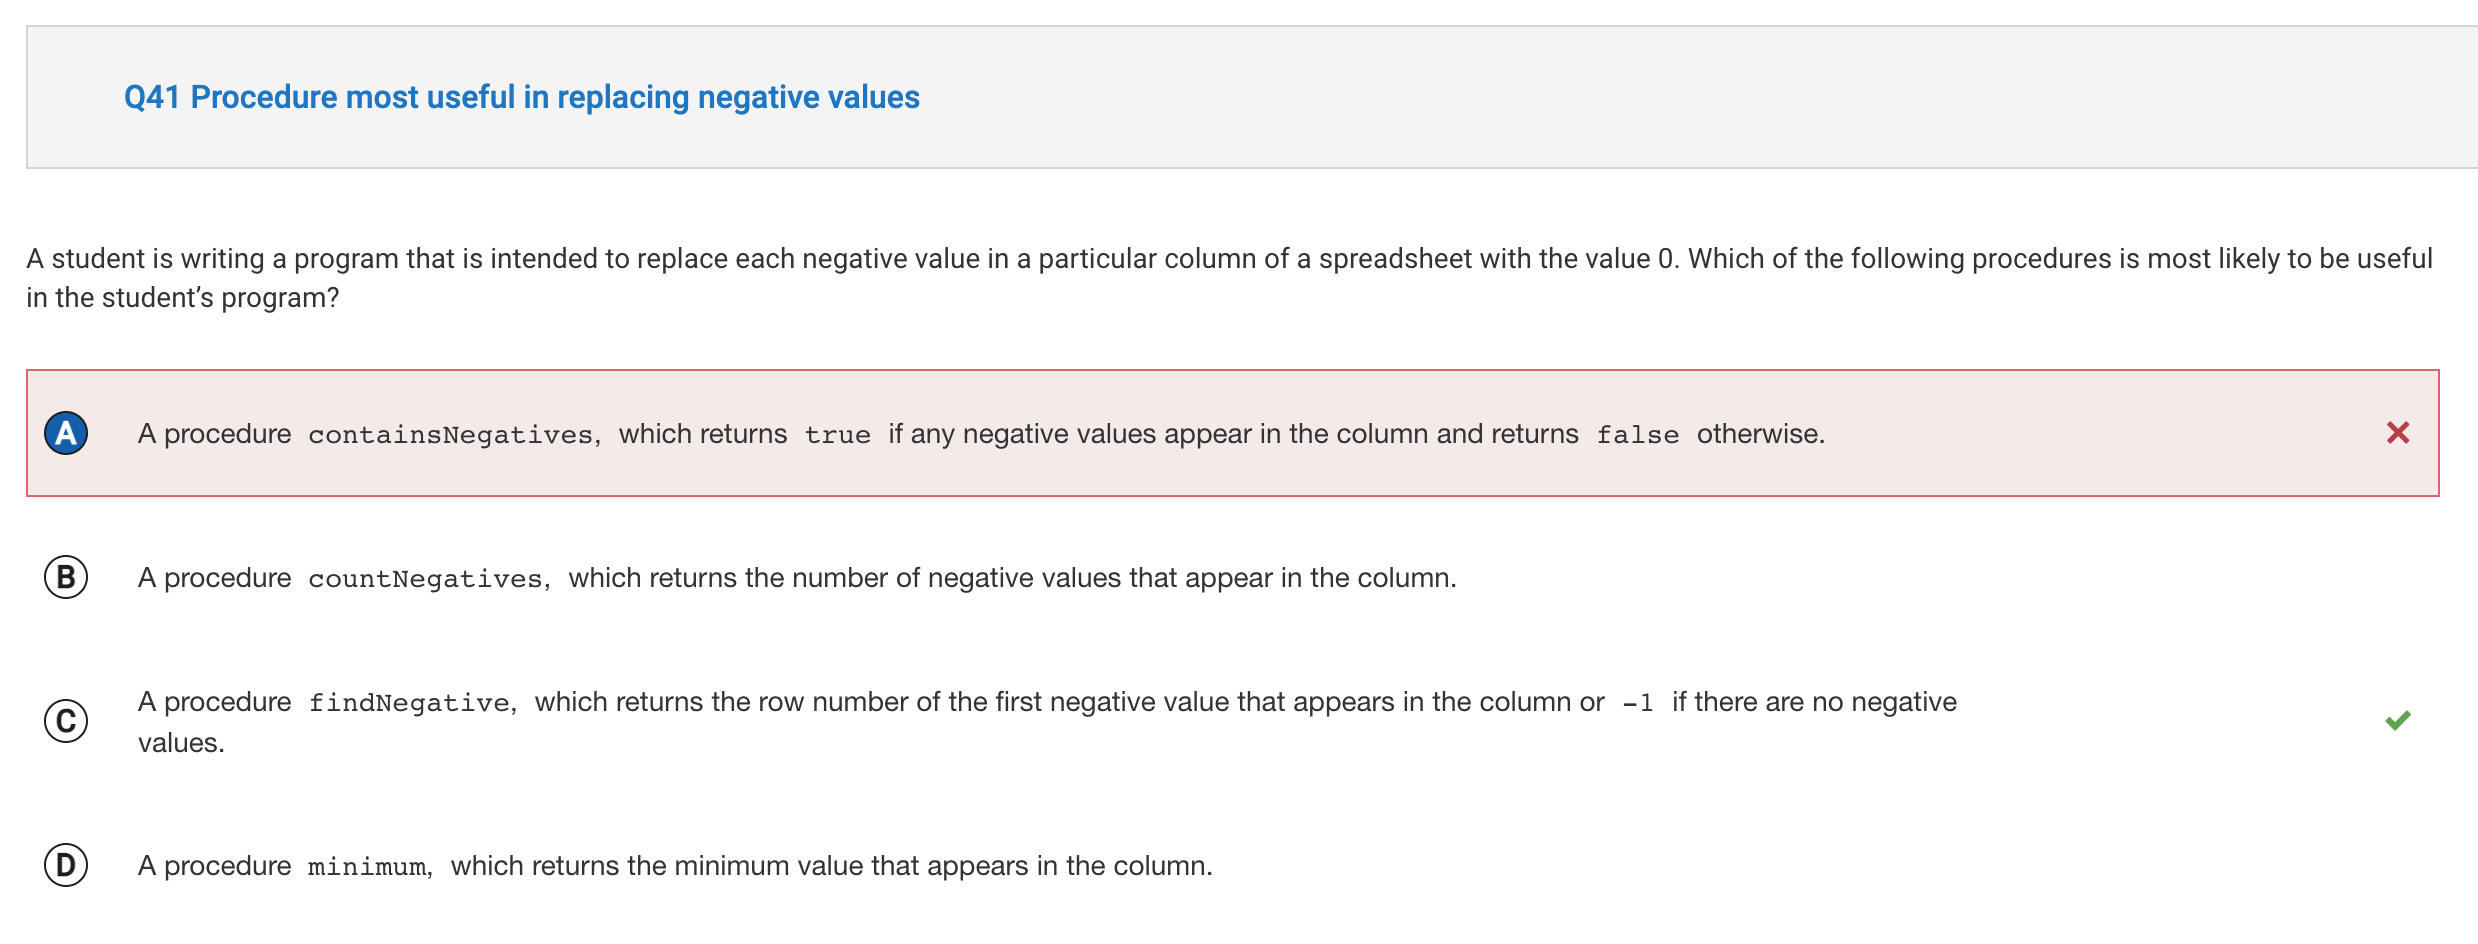 Q41 Procedure most useful in replacing negative values
A student is writing a program that is intended to replace each negative value in a particular column of a spreadsheet with the value 0. Which of the following procedures is most likely to be useful
in the student’s program?
A A procedure containsNegatives, which returns true if any negative values appear in the column and returns false otherwise.
B A procedure countNegatives, which returns the number of negative values that appear in the column.
C A procedure findNegative, which returns the row number of the first negative value that appears in the column or −1 if there are no negative
values.
D A procedure minimum, which returns the minimum value that appears in the column.